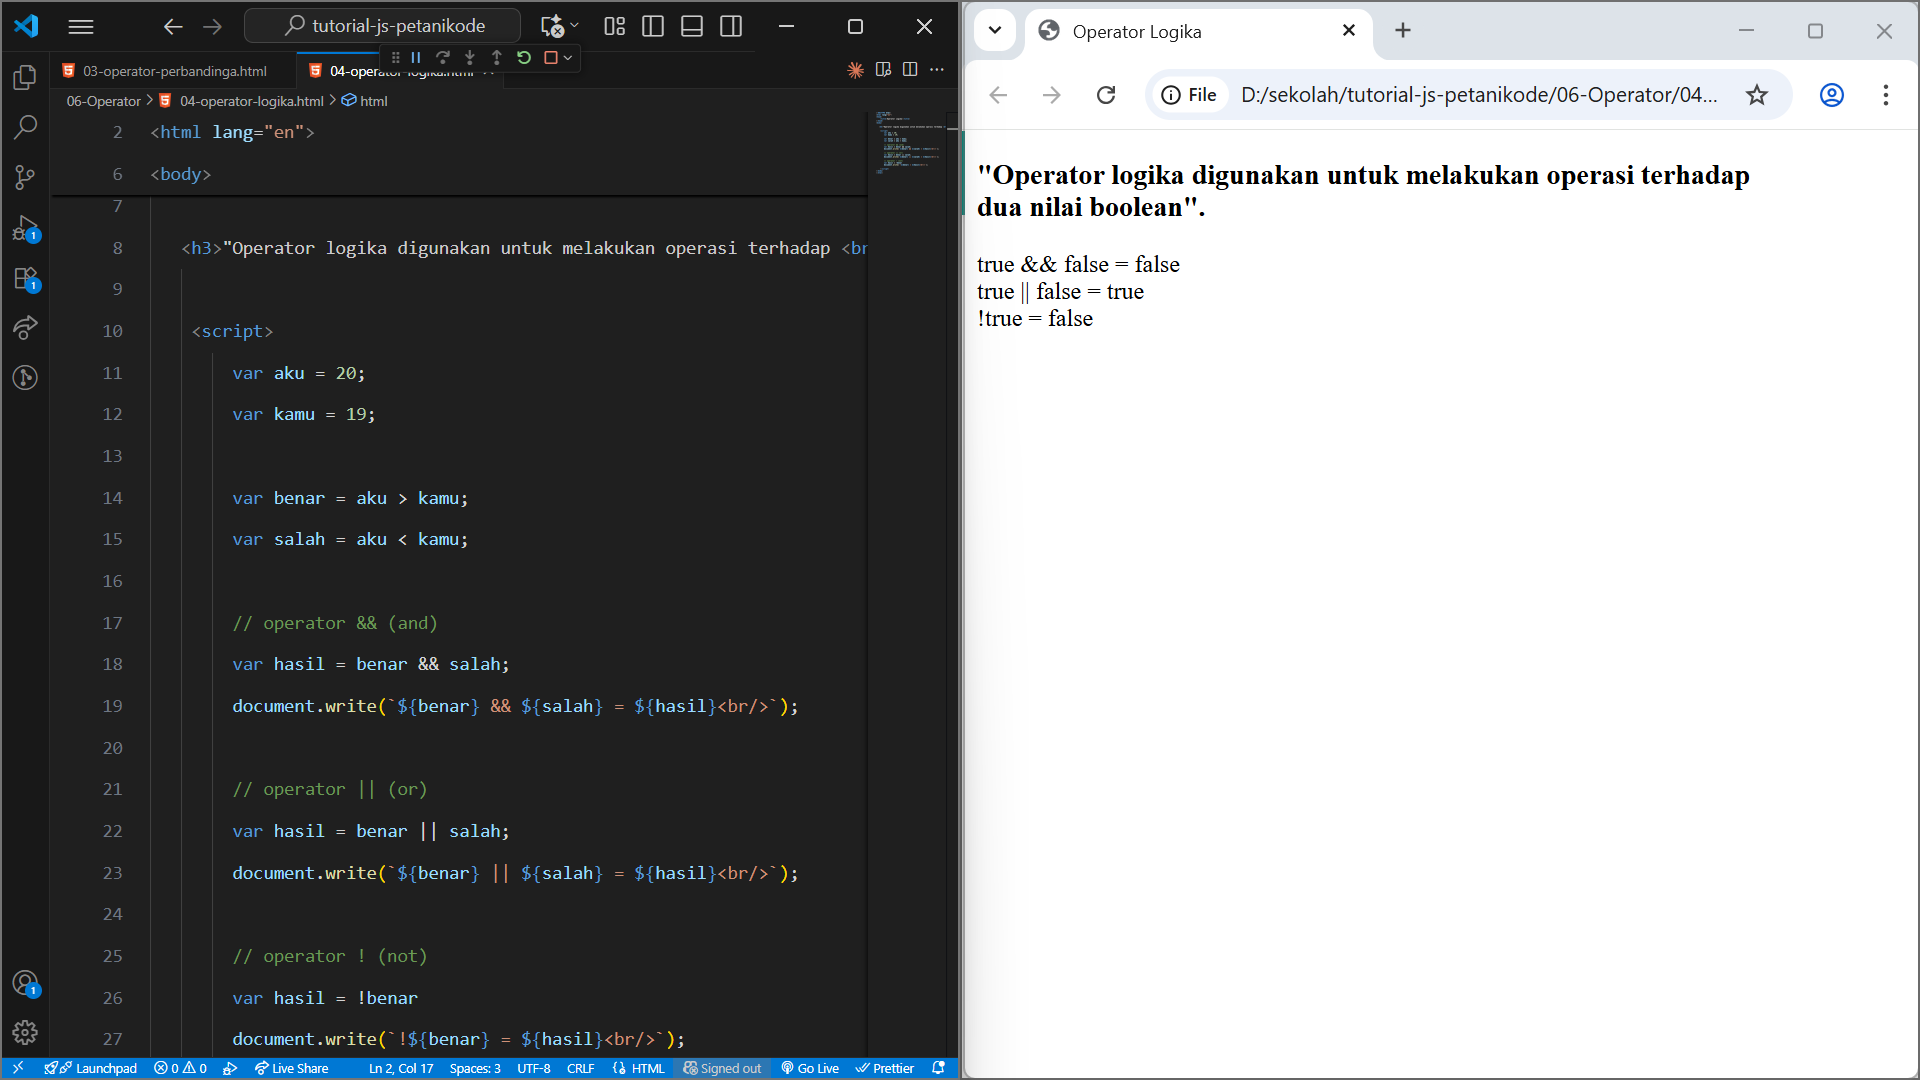 tutorial-js-petanikode
03-operator-perbandinga.html
04-operator-logika.html
06-Operator > 04-operator-logika.html > html
2 <html lang="en">
6 <body>
7
8 <h3>"Operator logika digunakan untuk melakukan operasi terhadap <br
9
10 <script>
11 var aku = 20;
12 var kamu = 19;
13
14 var benar = aku > kamu;
15 var salah = aku < kamu;
16
17 // operator && (and)
18 var hasil = benar && salah;
19 document.write(`${benar} && ${salah} = ${hasil}<br/>`);
20
21 // operator || (or)
22 var hasil = benar || salah;
23 document.write(`${benar} || ${salah} = ${hasil}<br/>`);
24
25 // operator ! (not)
26 var hasil = !benar
27 document.write(`!${benar} = ${hasil}<br/>`);
1
1
1
Launchpad 0 0 Live Share Ln 2, Col 17 Spaces: 3 UTF-8 CRLF {} HTML Signed out Go Live Prettier
Operator Logika
File D:/sekolah/tutorial-js-petanikode/06-Operator/04...
"Operator logika digunakan untuk melakukan operasi terhadap
dua nilai boolean".
true && false = false
true || false = true
!true = false